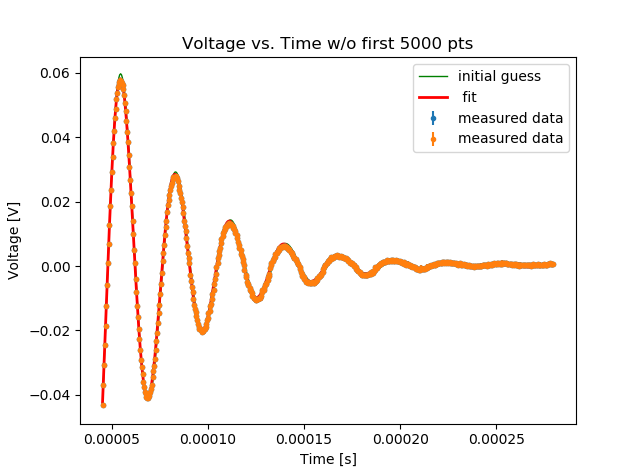 Voltage vs. Time w/o first 5000 pts
initial guess
fit
measured data
measured data
Voltage [V]
0.06
0.04
0.02
0.00
−0.02
−0.04
0.00005 0.00010 0.00015 0.00020 0.00025
Time [s]